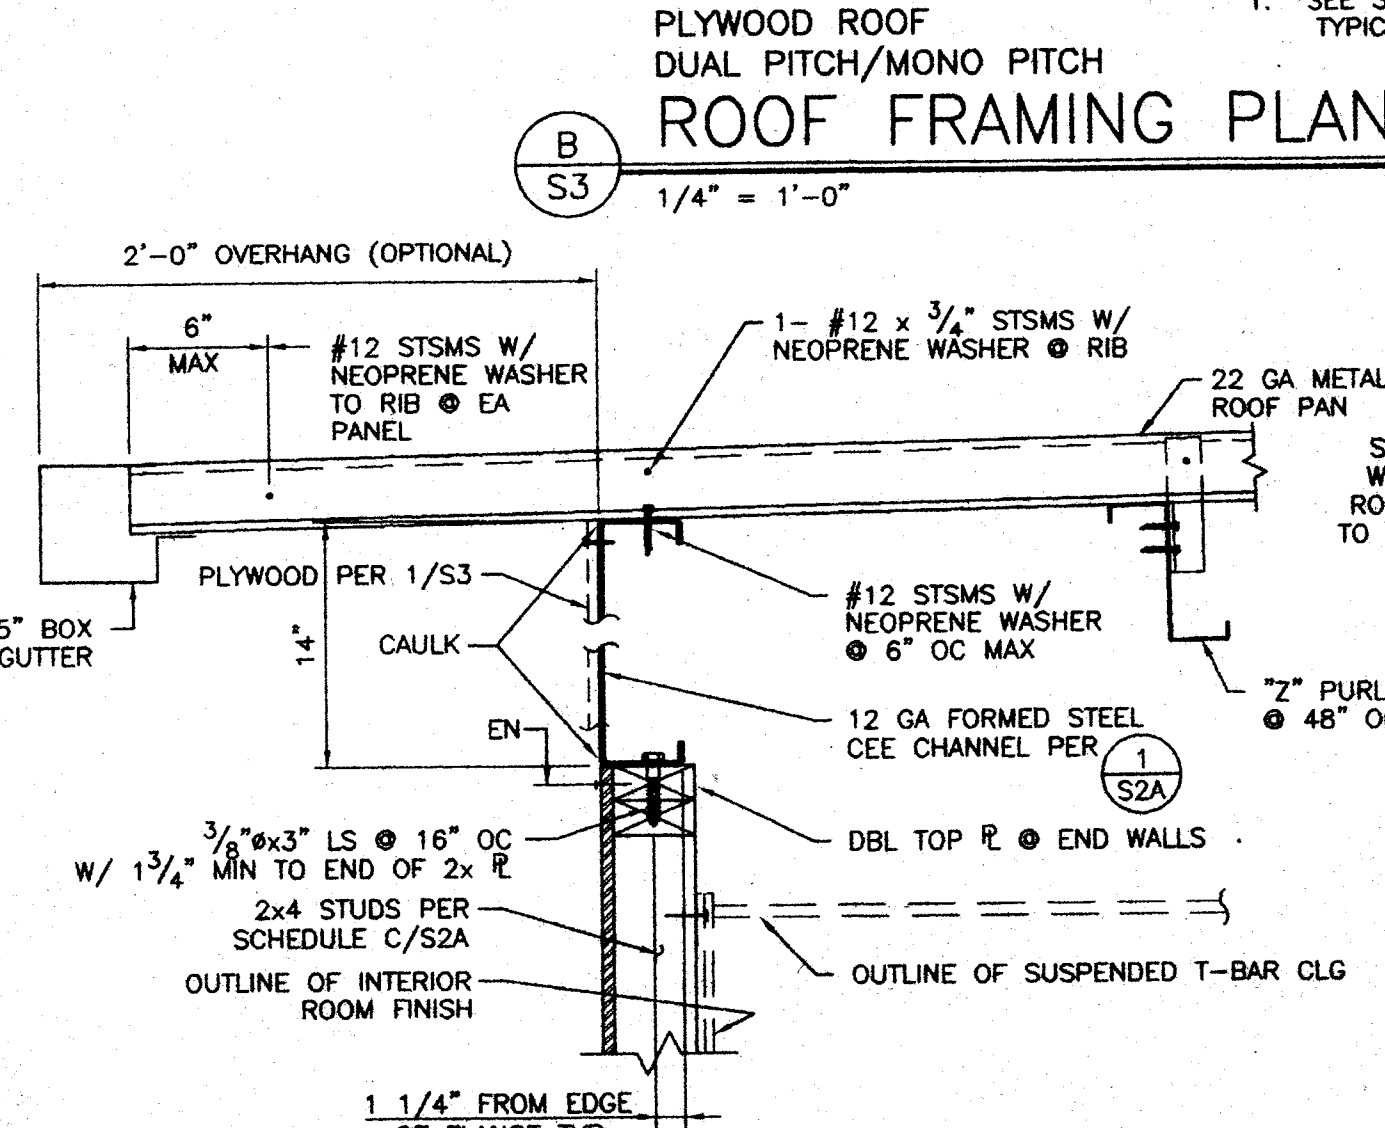 PLYWOOD ROOF
DUAL PITCH/MONO PITCH
ROOF FRAMING PLAN
B
S3
1/4" = 1'-0"
1. SEE
TYPIC
2'-0" OVERHANG (OPTIONAL)
6"
MAX
#12 STSMS W/
NEOPRENE WASHER
TO RIB @ EA
PANEL
1- #12 x 3/4" STSMS W/
NEOPRENE WASHER @ RIB
22 GA METAL
ROOF PAN
S
W
RO
TO
PLYWOOD PER 1/S3
5" BOX
GUTTER
14"
CAULK
#12 STSMS W/
NEOPRENE WASHER
@ 6" OC MAX
"Z" PURL
@ 48" O
EN
12 GA FORMED STEEL
CEE CHANNEL PER
1
S2A
3/8"øx3" LS @ 16" OC
W/ 1 3/4" MIN TO END OF 2x ℄
DBL TOP ℄ @ END WALLS
2x4 STUDS PER
SCHEDULE C/S2A
OUTLINE OF INTERIOR
ROOM FINISH
OUTLINE OF SUSPENDED T-BAR CLG
1 1/4" FROM EDGE